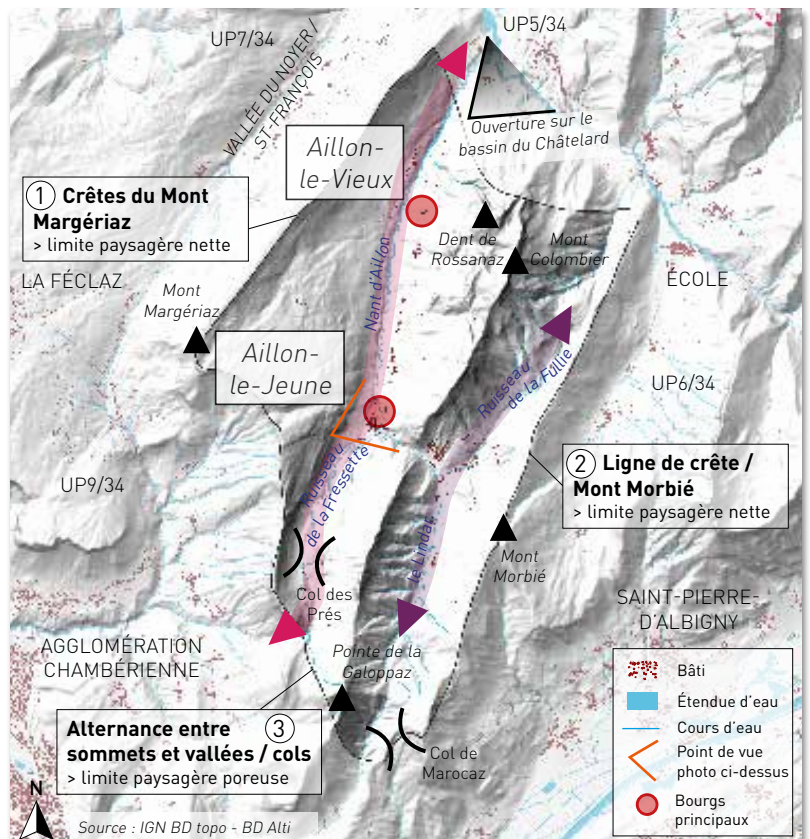 UP7/34
UP5/34
VALLÉE DU NOYER /
ST-FRANÇOIS
Ouverture sur le
bassin du Châtelard
Aillon-
le-Vieux
① Crêtes du Mont
Margériaz
> limite paysagère nette
Dent de
Rossanaz
Mont
Colombier
LA FÉCLAZ
ÉCOLE
Nant d'Aillon
Mont
Margériaz
Aillon-
le-Jeune
Ruisseau
de la Fullie
UP6/34
② Ligne de crête /
Mont Morbié
> limite paysagère nette
UP9/34
Ruisseau
de la Fressette
le Lindar
Mont
Morbié
Col des
Prés
SAINT-PIERRE-
D'ALBIGNY
AGGLOMÉRATION
CHAMBÉRIENNE
Pointe de la
Galoppaz
Alternance entre ③
sommets et vallées / cols
> limite paysagère poreuse
Col de
Marocaz
Bâti
Étendue d'eau
Cours d'eau
Point de vue
photo ci-dessus
Bourgs
principaux
N
Source : IGN BD topo - BD Alti